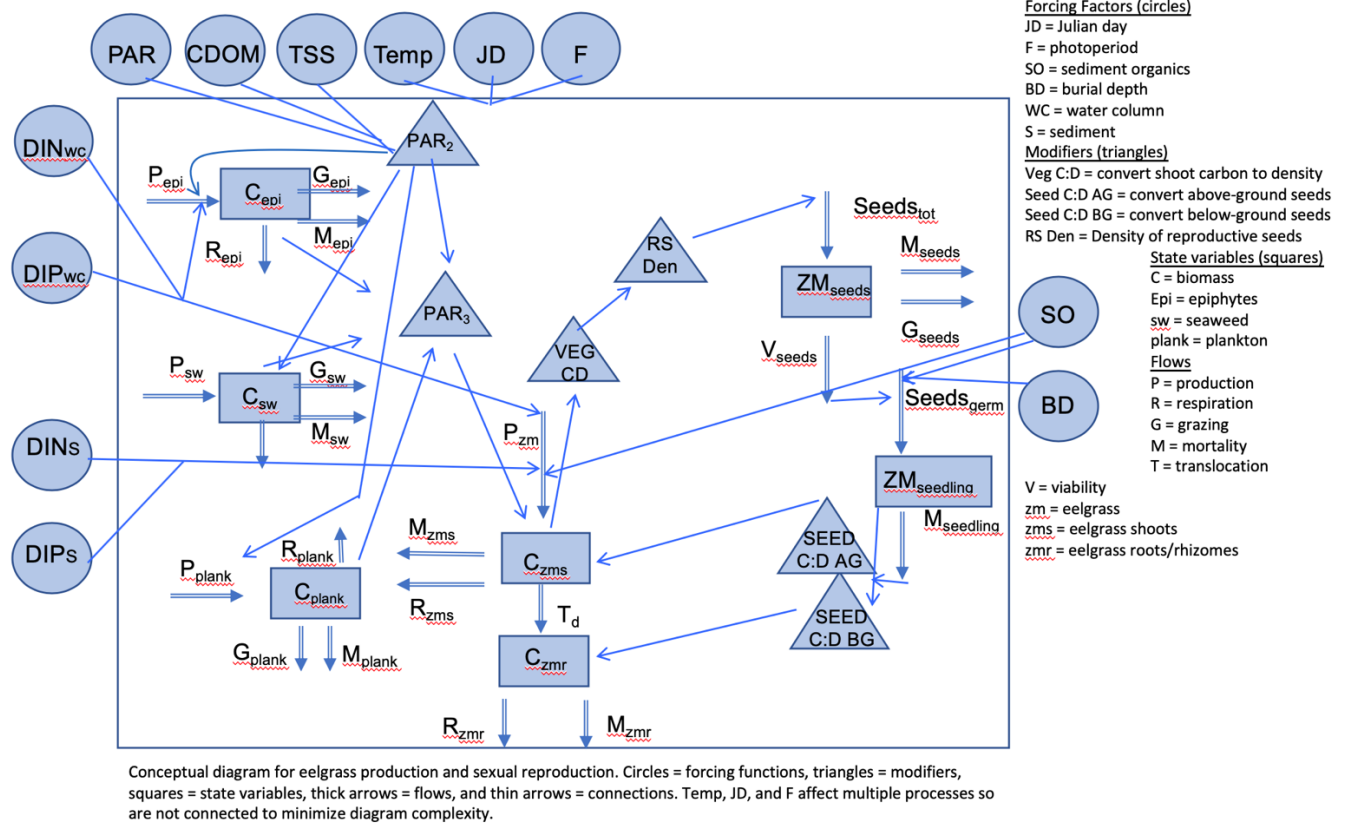 Forcing Factors (circles)
JD = Julian day
F = photoperiod
SO = sediment organics
BD = burial depth
WC = water column
S = sediment
Modifiers (triangles)
Veg C:D = convert shoot carbon to density
Seed C:D AG = convert above-ground seeds
Seed C:D BG = convert below-ground seeds
RS Den = Density of reproductive seeds
State variables (squares)
C = biomass
Epi = epiphytes
sw = seaweed
plank = plankton
Flows
P = production
R = respiration
G = grazing
M = mortality
T = translocation
V = viability
zm = eelgrass
zms = eelgrass shoots
zmr = eelgrass roots/rhizomes
PAR
CDOM
TSS
Temp
JD
F
DINwc
DIPwc
DINs
DIPs
SO
BD
PAR2
Pepi
Cepi
Gepi
Mepi
Repi
PAR3
RS
Den
VEG
CD
Seedstot
Mseeds
ZMseeds
Gseeds
Vseeds
Seedsgerm
ZMseedling
Mseedling
Psw
Csw
Gsw
Msw
Pzm
SEED
C:D AG
SEED
C:D BG
Mzms
Czms
Rzms
Td
Czmr
Rzmr
Mzmr
Rplank
Pplank
Cplank
Gplank
Mplank
Conceptual diagram for eelgrass production and sexual reproduction. Circles = forcing functions, triangles = modifiers,
squares = state variables, thick arrows = flows, and thin arrows = connections. Temp, JD, and F affect multiple processes so
are not connected to minimize diagram complexity.